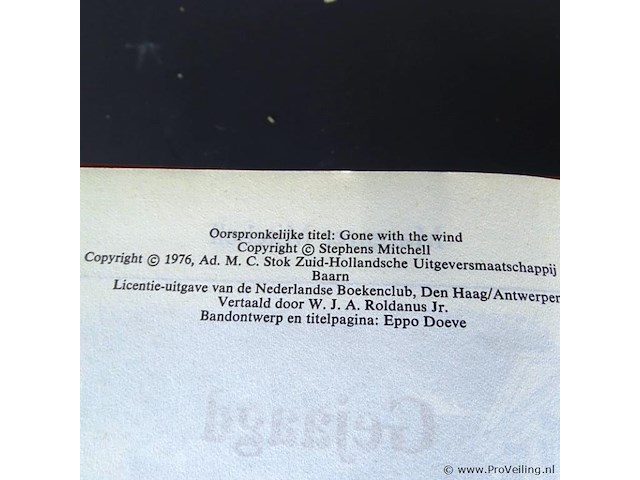 Oorspronkelijke titel: Gone with the wind
Copyright © Stephens Mitchell
Copyright © 1976, Ad. M. C. Stok Zuid-Hollandsche Uitgeversmaatschappij
Baarn
Licentie-uitgave van de Nederlandse Boekenclub, Den Haag/Antwerpen
Vertaald door W. J. A. Roldanus Jr.
Bandontwerp en titelpagina: Eppo Doeve
Gejaagd
© www.ProVeiling.nl